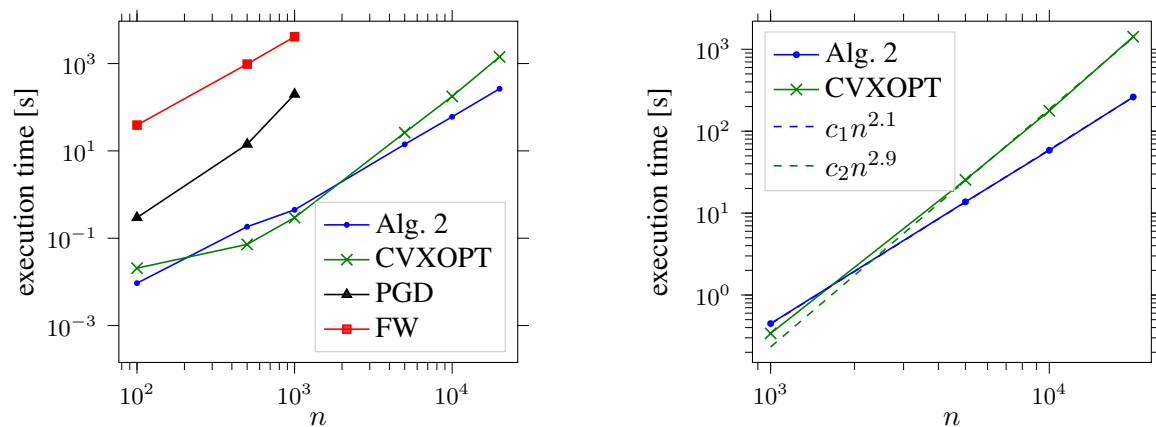 10^3
10^1
10^{-1}
10^{-3}
execution time [s]
10^2
10^3
10^4
n
Alg. 2
CVXOPT
PGD
FW
10^3
10^2
10^1
10^0
execution time [s]
10^3
10^4
n
Alg. 2
CVXOPT
c_1n^{2.1}
c_2n^{2.9}